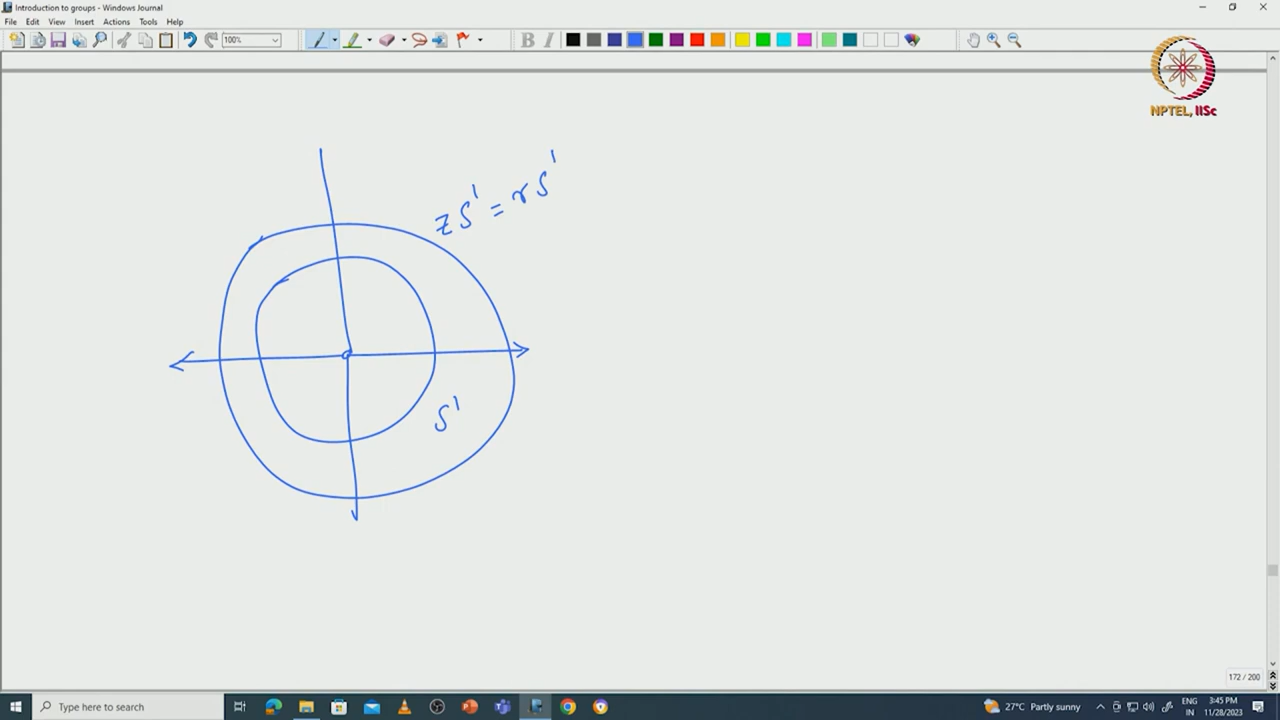 Introduction to groups - Windows Journal
File Edit View Insert Actions Tools Help
100% B I
NPTEL, IISc
zS¹ = rS¹
S¹
172 / 200
Type here to search
27°C Partly sunny
ENG
IN
3:45 PM
11/28/2023